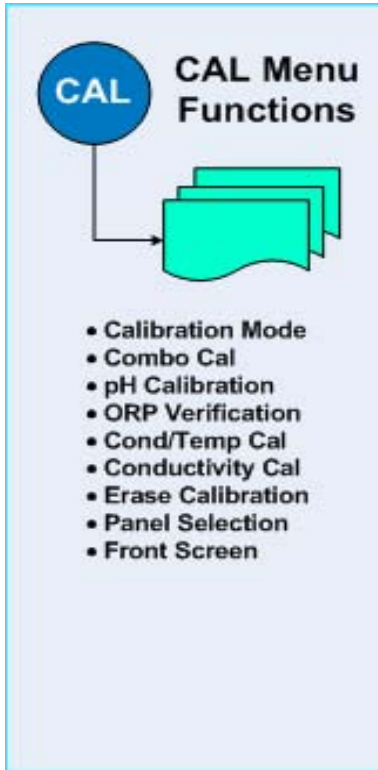 CAL
CAL Menu
Functions
• Calibration Mode
• Combo Cal
• pH Calibration
• ORP Verification
• Cond/Temp Cal
• Conductivity Cal
• Erase Calibration
• Panel Selection
• Front Screen